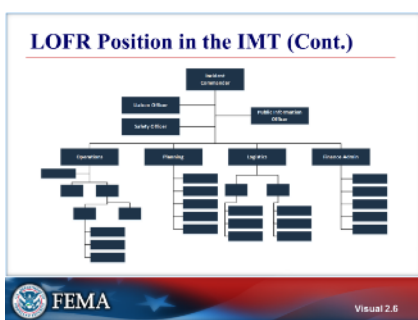 LOFR Position in the IMT (Cont.)
Incident
Commander
Liaison Officer
Public Information
Officer
Safety Officer
Operations
Planning
Logistics
Finance Admin
FEMA
Visual 2.6